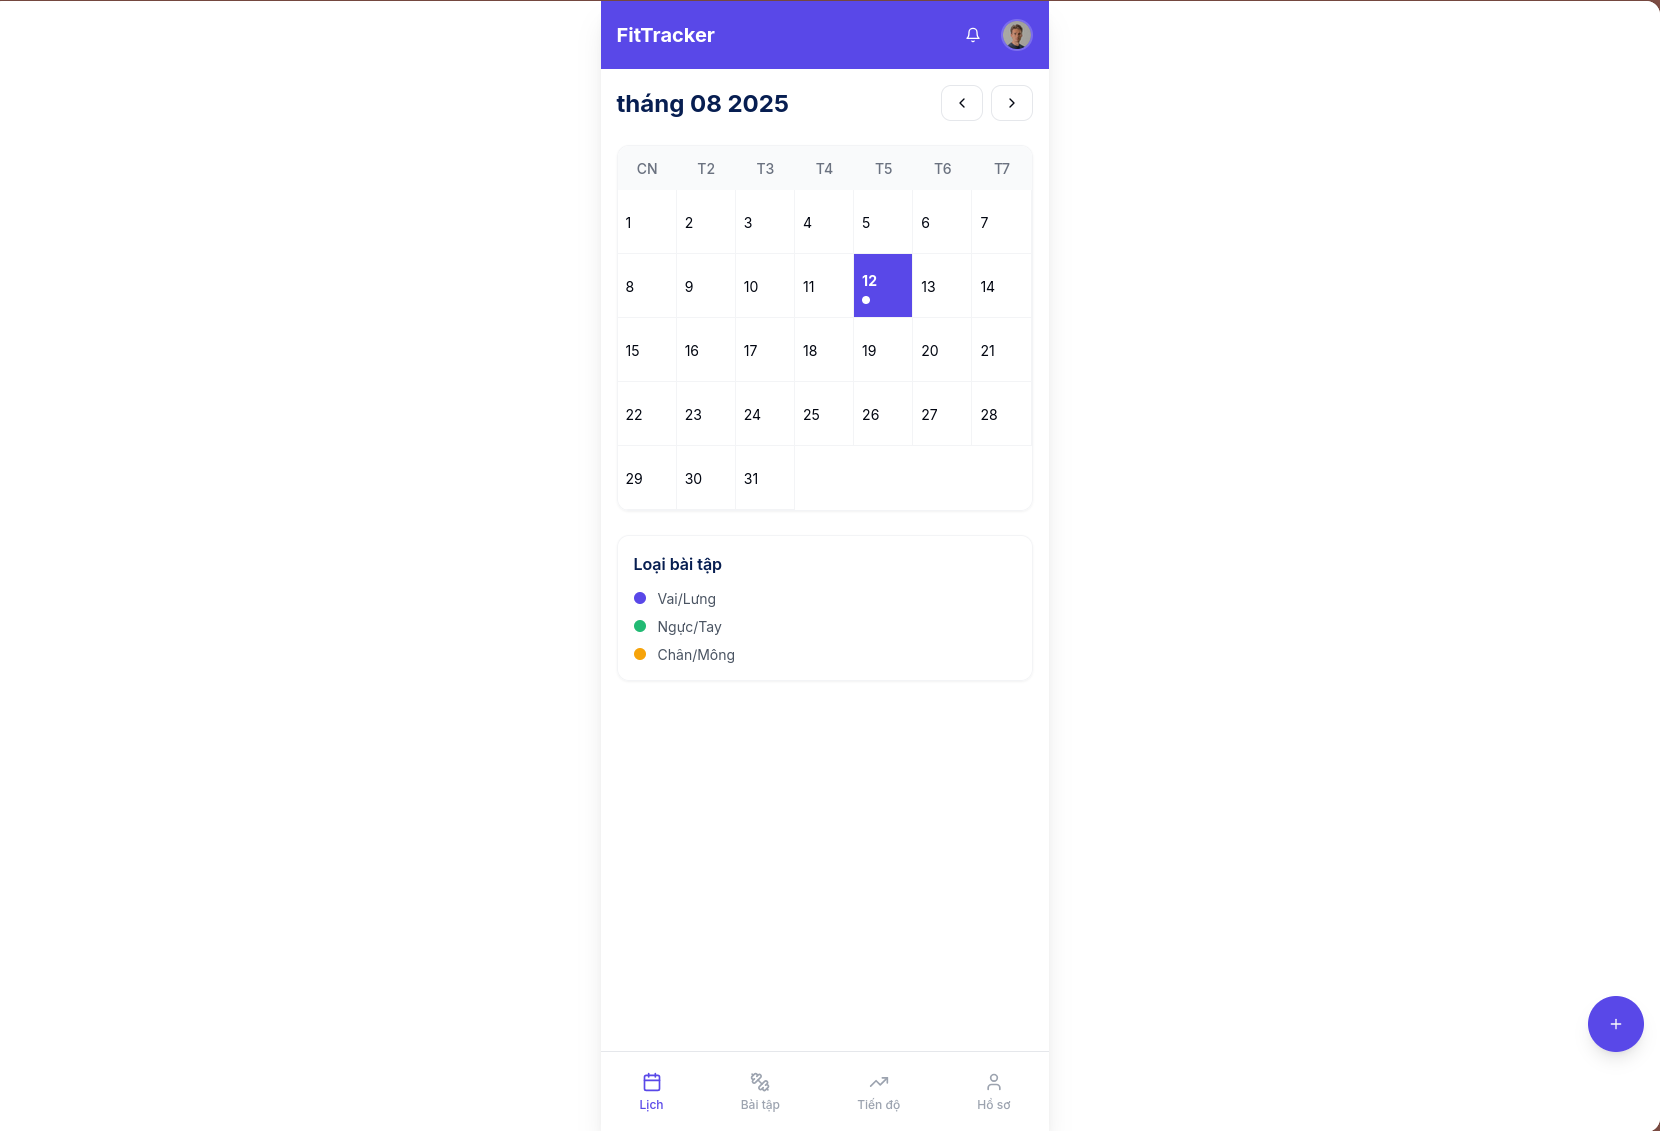 FitTracker
tháng 08 2025
CN T2 T3 T4 T5 T6 T7
1 2 3 4 5 6 7
8 9 10 11 12 13 14
15 16 17 18 19 20 21
22 23 24 25 26 27 28
29 30 31
Loại bài tập
Vai/Lưng
Ngực/Tay
Chân/Mông
Lịch Bài tập Tiến độ Hồ sơ